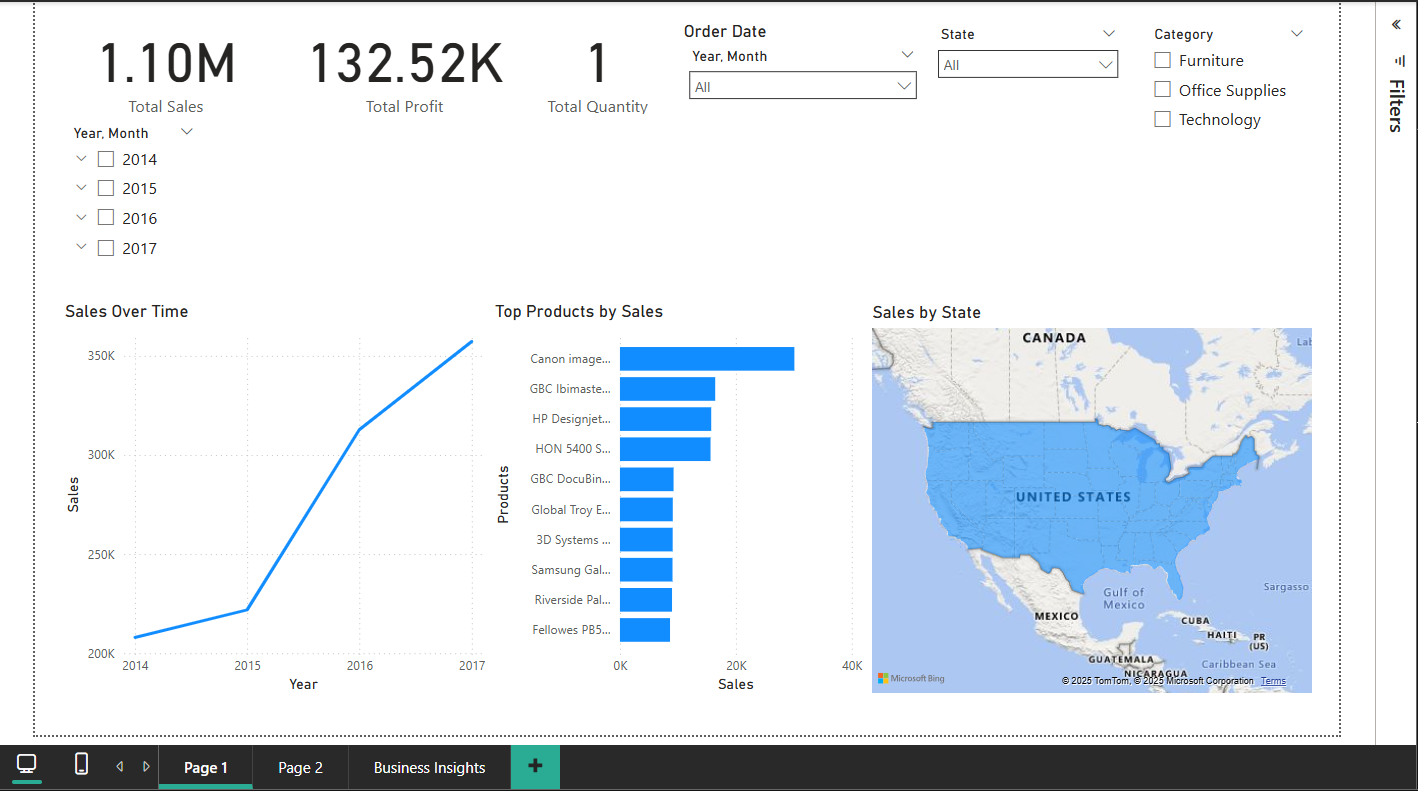 1.10M
Total Sales
132.52K
Total Profit
1
Total Quantity
Order Date
Year, Month
All
State
All
Category
Furniture
Office Supplies
Technology
Filters
Year, Month
2014
2015
2016
2017
Sales Over Time
350K
300K
250K
200K
2014 2015 2016 2017
Sales
Year
Top Products by Sales
Canon image...
GBC Ibimaste...
HP Designjet...
HON 5400 S...
GBC DocuBin...
Global Troy E...
3D Systems ...
Samsung Gal...
Riverside Pal...
Fellowes PB5...
0K 20K 40K
Products
Sales
Sales by State
CANADA
Lab
UNITED STATES
Gulf of
Mexico
Sargasso
MEXICO
CUBA
HAITI
PR
(US)
GUATEMALA
Caribbean Sea
NICARAGUA
Microsoft Bing
© 2025 TomTom, © 2025 Microsoft Corporation Terms
Page 1
Page 2
Business Insights
+